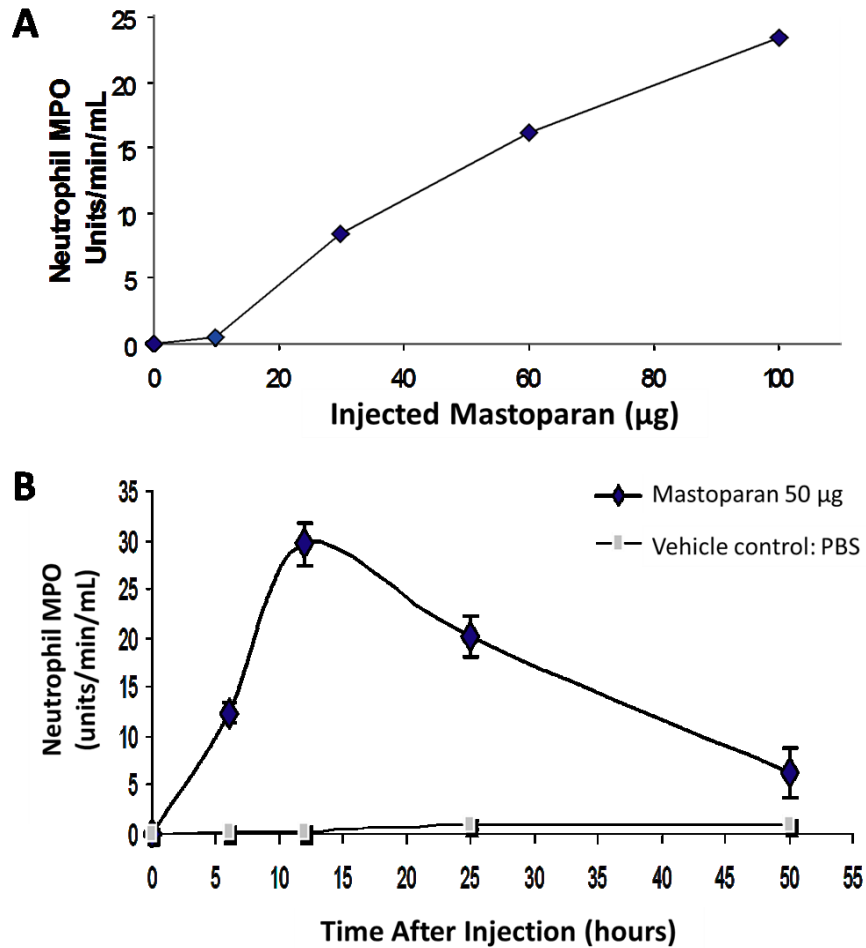 A
Neutrophil MPO
Units/min/mL
25
20
15
10
5
0
0 20 40 60 80 100
Injected Mastoparan (µg)
B
Neutrophil MPO
(units/min/mL)
35
30
25
20
15
10
5
0
Mastoparan 50 µg
Vehicle control: PBS
0 5 10 15 20 25 30 35 40 45 50 55
Time After Injection (hours)